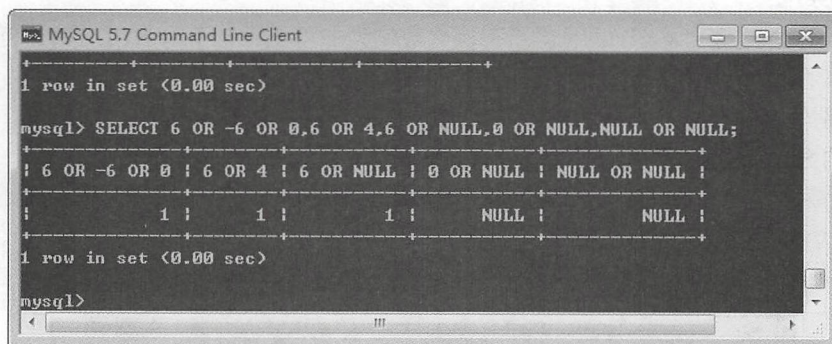 MySQL 5.7 Command Line Client
+-----------+---------+-------------+-------------+
1 row in set (0.00 sec)
mysql> SELECT 6 OR -6 OR 0,6 OR 4,6 OR NULL,0 OR NULL,NULL OR NULL;
+--------------+--------+-----------+-----------+--------------+
| 6 OR -6 OR 0 | 6 OR 4 | 6 OR NULL | 0 OR NULL | NULL OR NULL |
+--------------+--------+-----------+-----------+--------------+
| 1 | 1 | 1 | NULL | NULL |
+--------------+--------+-----------+-----------+--------------+
1 row in set (0.00 sec)
mysql>